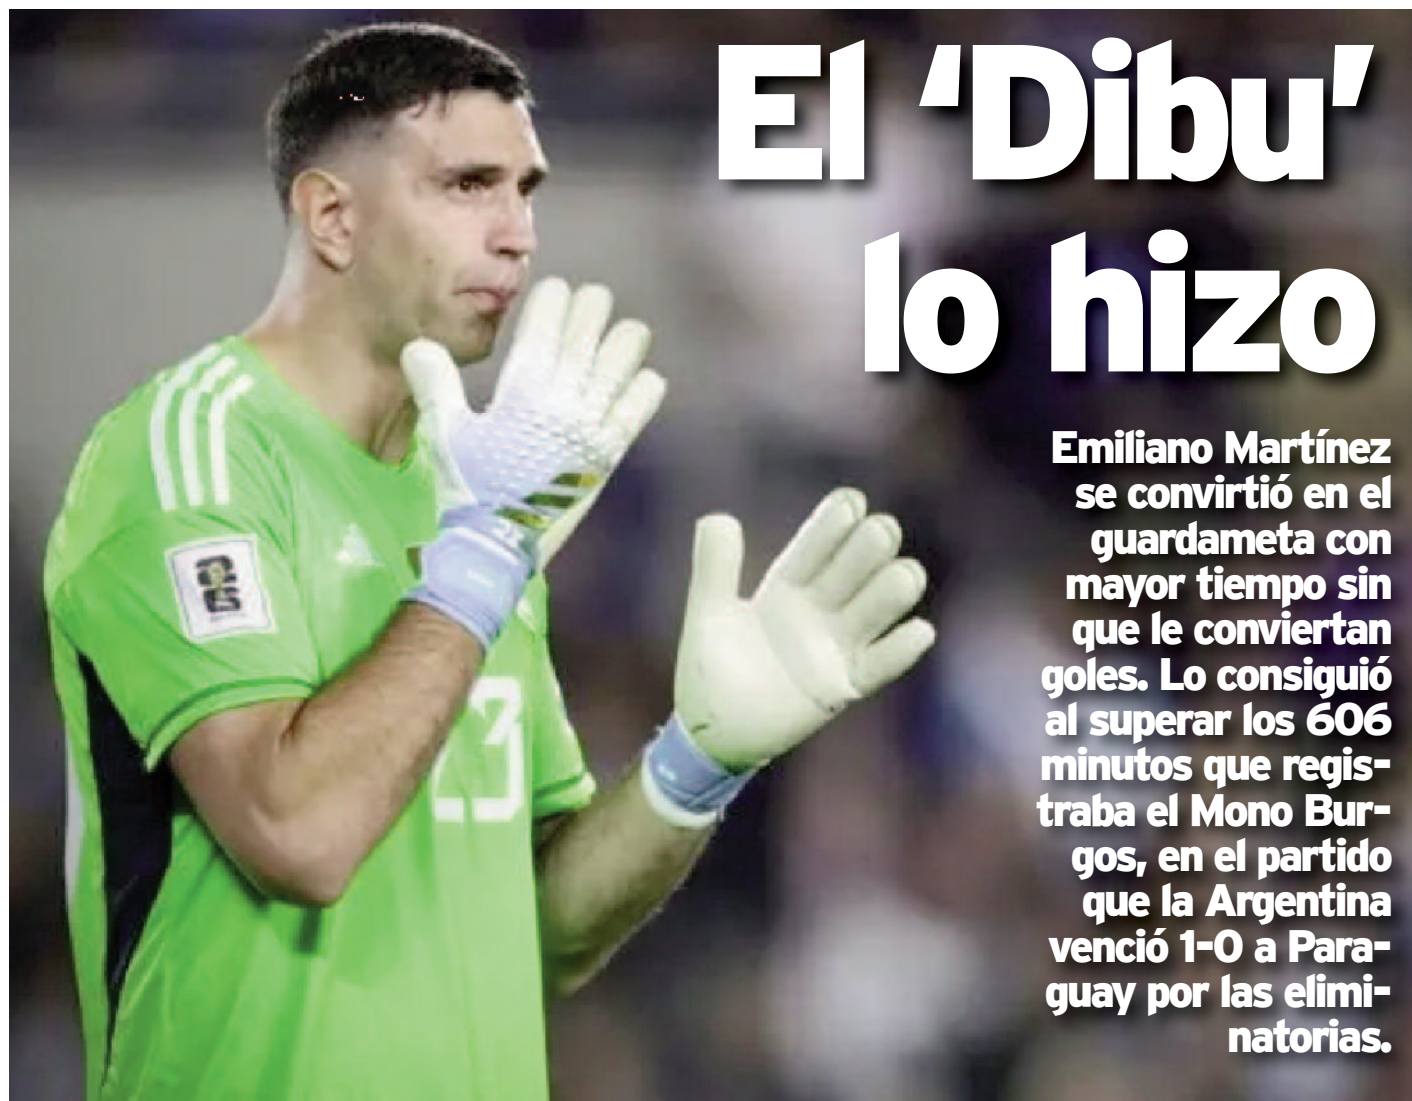 El ‘Dibu’
lo hizo
Emiliano Martínez
se convirtió en el
guardameta con
mayor tiempo sin
que le conviertan
goles. Lo consiguió
al superar los 606
minutos que regis-
traba el Mono Bur-
gos, en el partido
que la Argentina
venció 1-0 a Para-
guay por las elimi-
natorias.
23